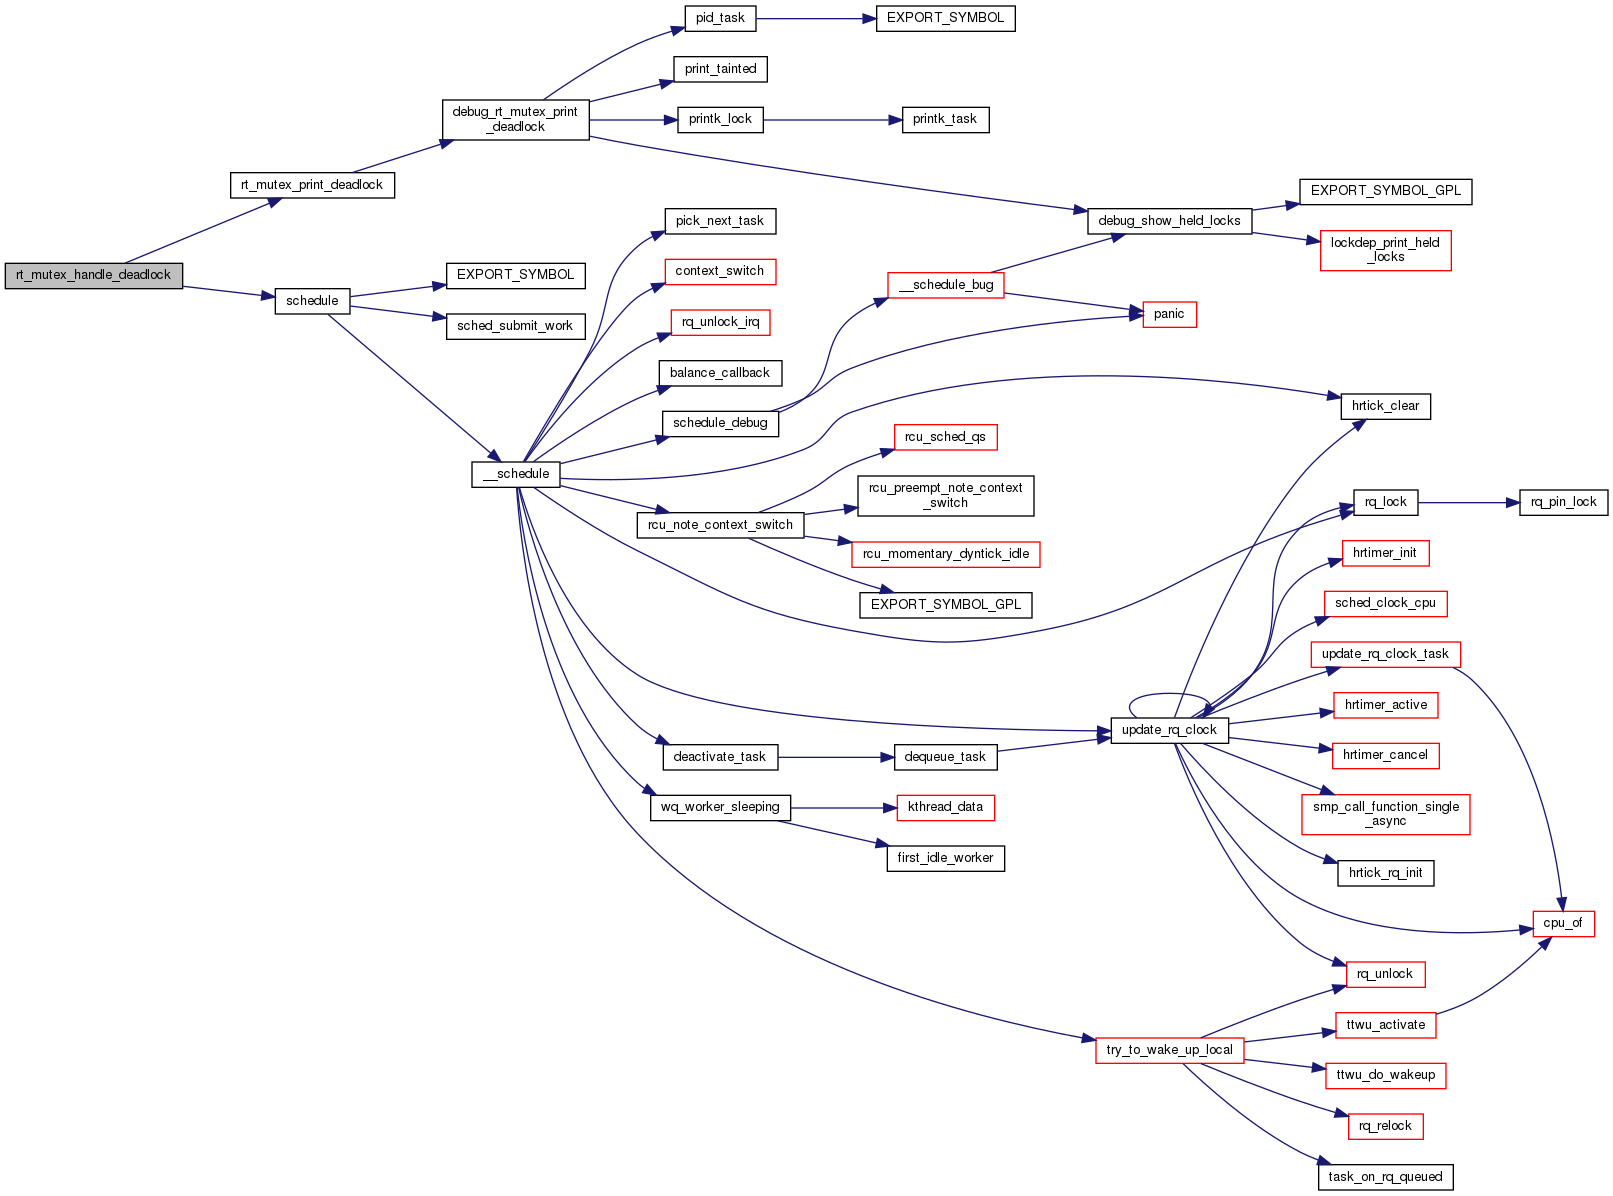 rt_mutex_handle_deadlock
rt_mutex_print_deadlock
schedule
debug_rt_mutex_print
_deadlock
EXPORT_SYMBOL
sched_submit_work
__schedule
pid_task
print_tainted
printk_lock
pick_next_task
context_switch
rq_unlock_irq
balance_callback
schedule_debug
rcu_note_context_switch
deactivate_task
wq_worker_sleeping
EXPORT_SYMBOL
printk_task
__schedule_bug
rcu_sched_qs
rcu_preempt_note_context
_switch
rcu_momentary_dyntick_idle
EXPORT_SYMBOL_GPL
dequeue_task
kthread_data
first_idle_worker
debug_show_held_locks
panic
update_rq_clock
try_to_wake_up_local
EXPORT_SYMBOL_GPL
lockdep_print_held
_locks
hrtick_clear
rq_lock
hrtimer_init
sched_clock_cpu
update_rq_clock_task
hrtimer_active
hrtimer_cancel
smp_call_function_single
_async
hrtick_rq_init
rq_unlock
ttwu_activate
ttwu_do_wakeup
rq_relock
task_on_rq_queued
rq_pin_lock
cpu_of